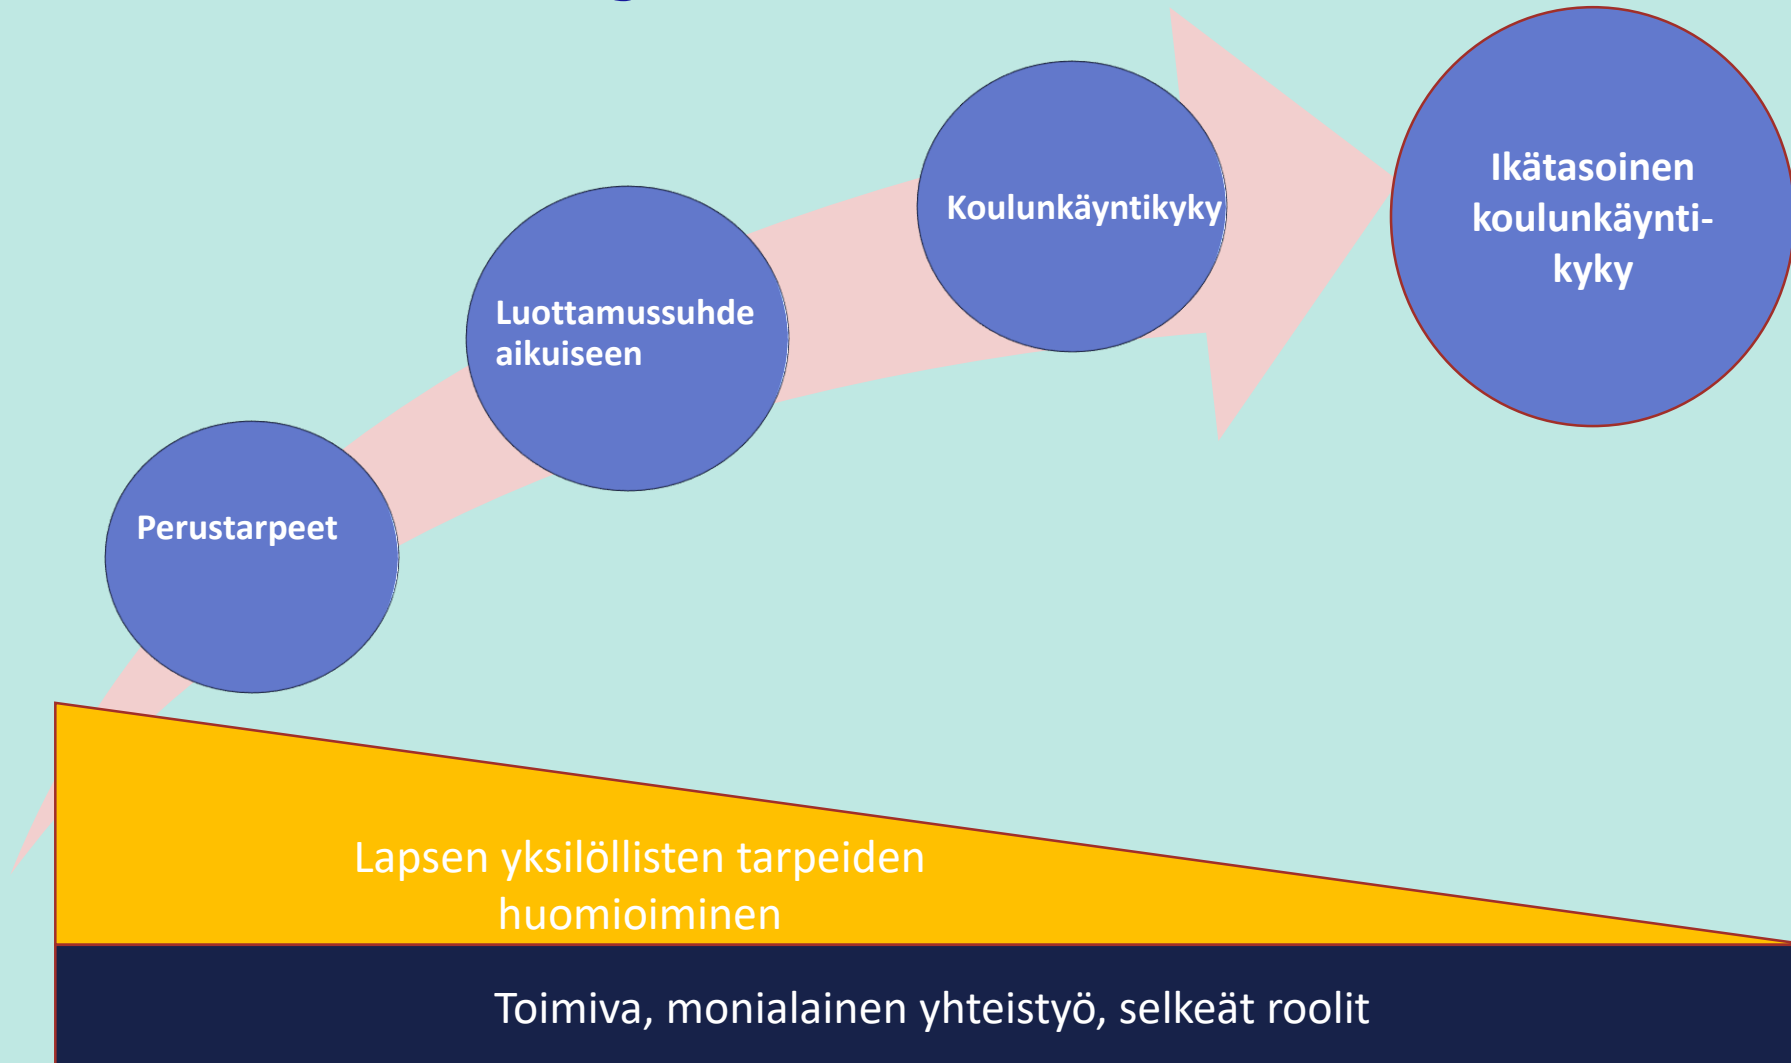 Perustarpeet
Luottamussuhde
aikuiseen
Koulunkäyntikyky
Ikätasoinen
koulunkäynti-
kyky
Lapsen yksilöllisten tarpeiden
huomioiminen
Toimiva, monialainen yhteistyö, selkeät roolit